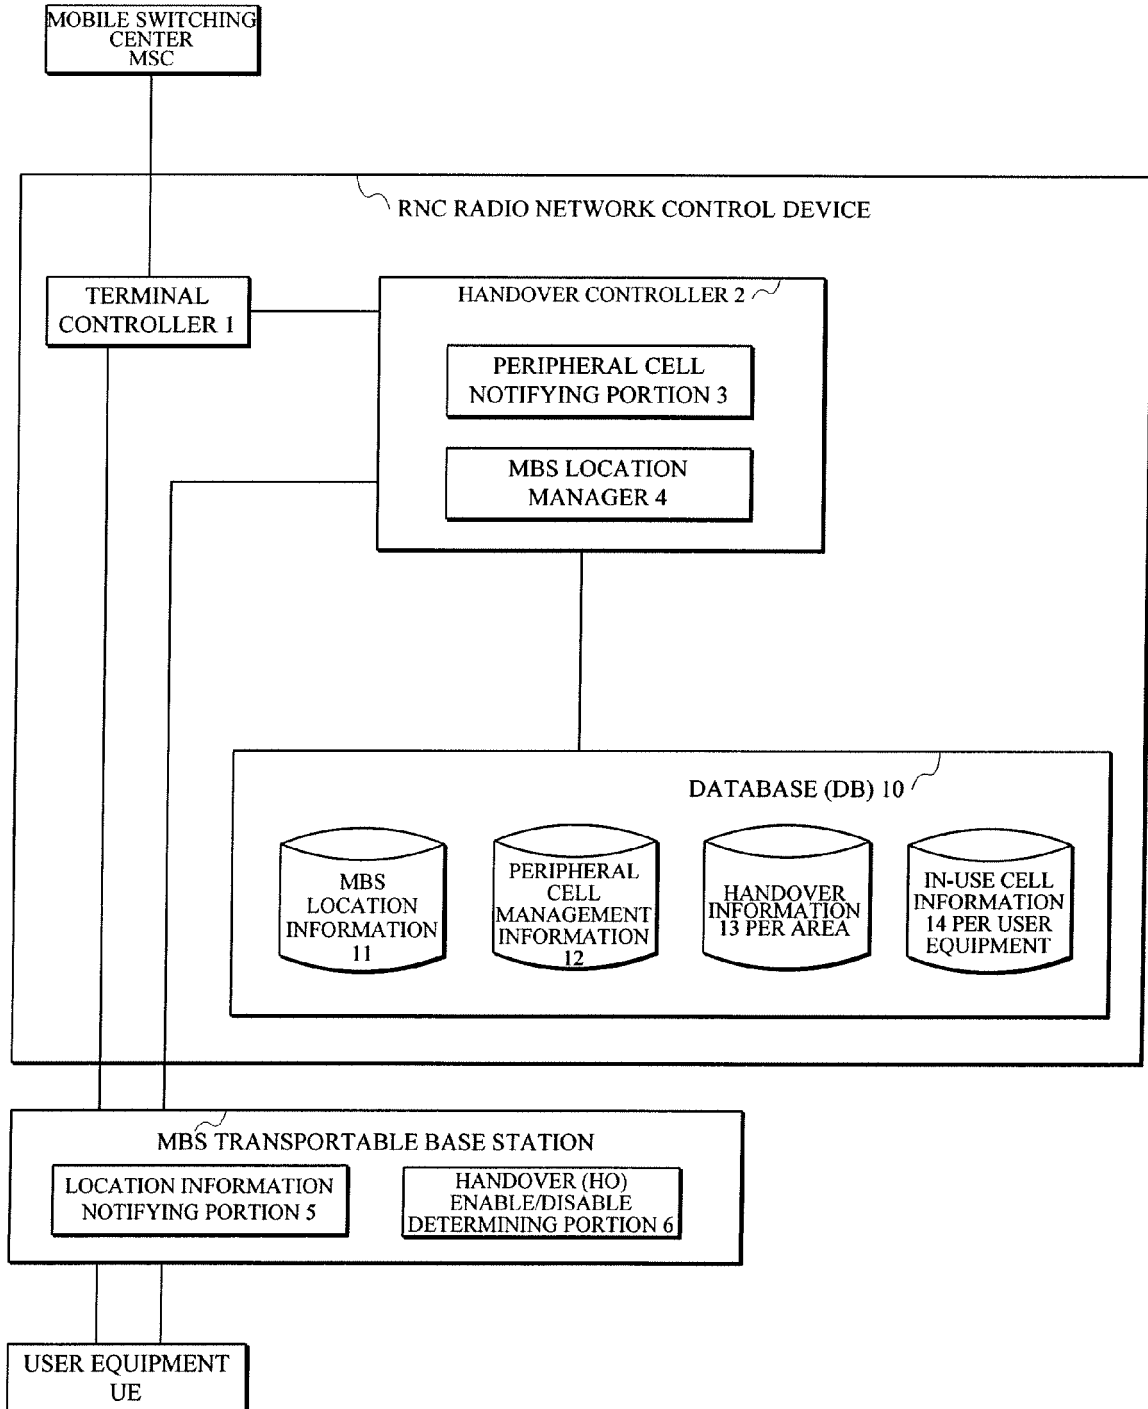 MOBILE SWITCHING
CENTER
MSC
RNC RADIO NETWORK CONTROL DEVICE
TERMINAL
CONTROLLER 1
HANDOVER CONTROLLER 2
PERIPHERAL CELL
NOTIFYING PORTION 3
MBS LOCATION
MANAGER 4
DATABASE (DB) 10
MBS
LOCATION
INFORMATION
11
PERIPHERAL
CELL
MANAGEMENT
INFORMATION
12
HANDOVER
INFORMATION
13 PER AREA
IN-USE CELL
INFORMATION
14 PER USER
EQUIPMENT
MBS TRANSPORTABLE BASE STATION
LOCATION INFORMATION
NOTIFYING PORTION 5
HANDOVER (HO)
ENABLE/DISABLE
DETERMINING PORTION 6
USER EQUIPMENT
UE